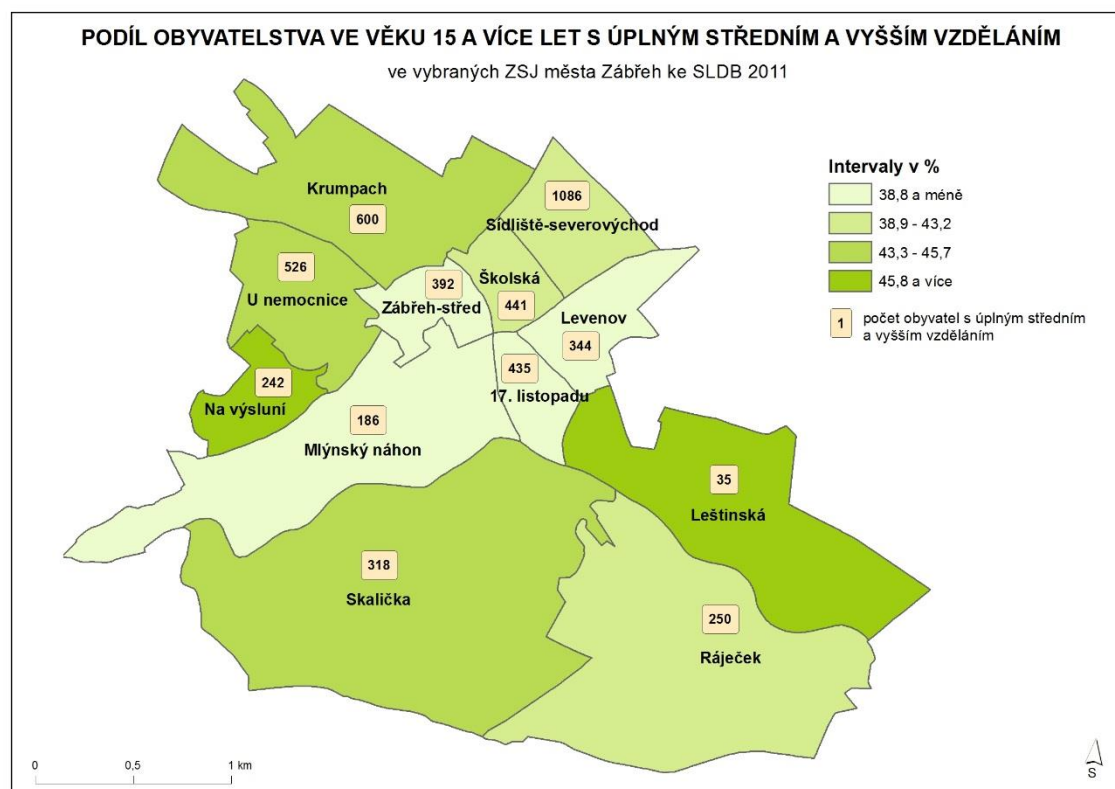 PODÍL OBYVATELSTVA VE VĚKU 15 A VÍCE LET S ÚPLNÝM STŘEDNÍM A VYŠŠÍM VZDĚLÁNÍM
ve vybraných ZSJ města Zábřeh ke SLDB 2011
Intervaly v %
38,8 a méně
38,9 - 43,2
43,3 - 45,7
45,8 a více
1
počet obyvatel s úplným středním
a vyšším vzděláním
Krumpach
600
1086
Sídliště-severovýchod
526
U nemocnice
392
Zábřeh-střed
Školská
441
Levenov
344
435
17. listopadu
242
Na výsluní
186
Mlýnský náhon
35
Leštinská
318
Skalička
250
Ráječek
0
0,5
1 km
S